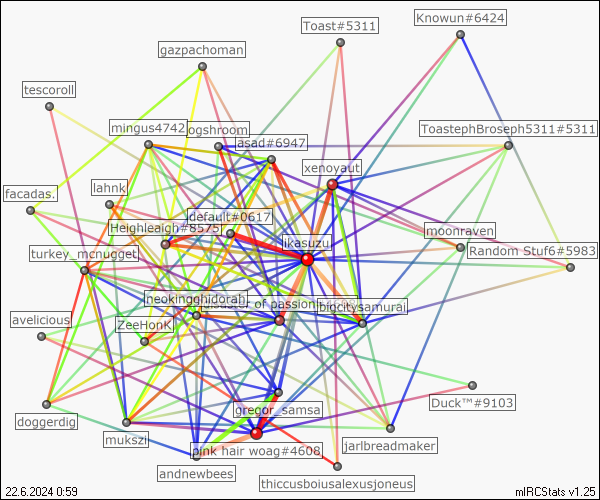 Knowun#6424
Toast#5311
gazpachoman
tescoroll
mingus4742
ogshroom
ToastephBroseph5311#5311
asad#6947
xenoyaut
facadas.
lahnk
default#0617
Heighleaigh#8575
moonraven
ikasuzu
turkey_mcnugget
Random Stuf6#5983
neokingghidorah
of passion
bigcitysamurai
avelicious
ZeeHonK
Duck™#9103
gregor_samsa
doggerdig
mukszi
pink hair woag#4608
jarlbreadmaker
andnewbees
thiccusboiusalexusjoneus
22.6.2024 0:59
mIRCStats v1.25